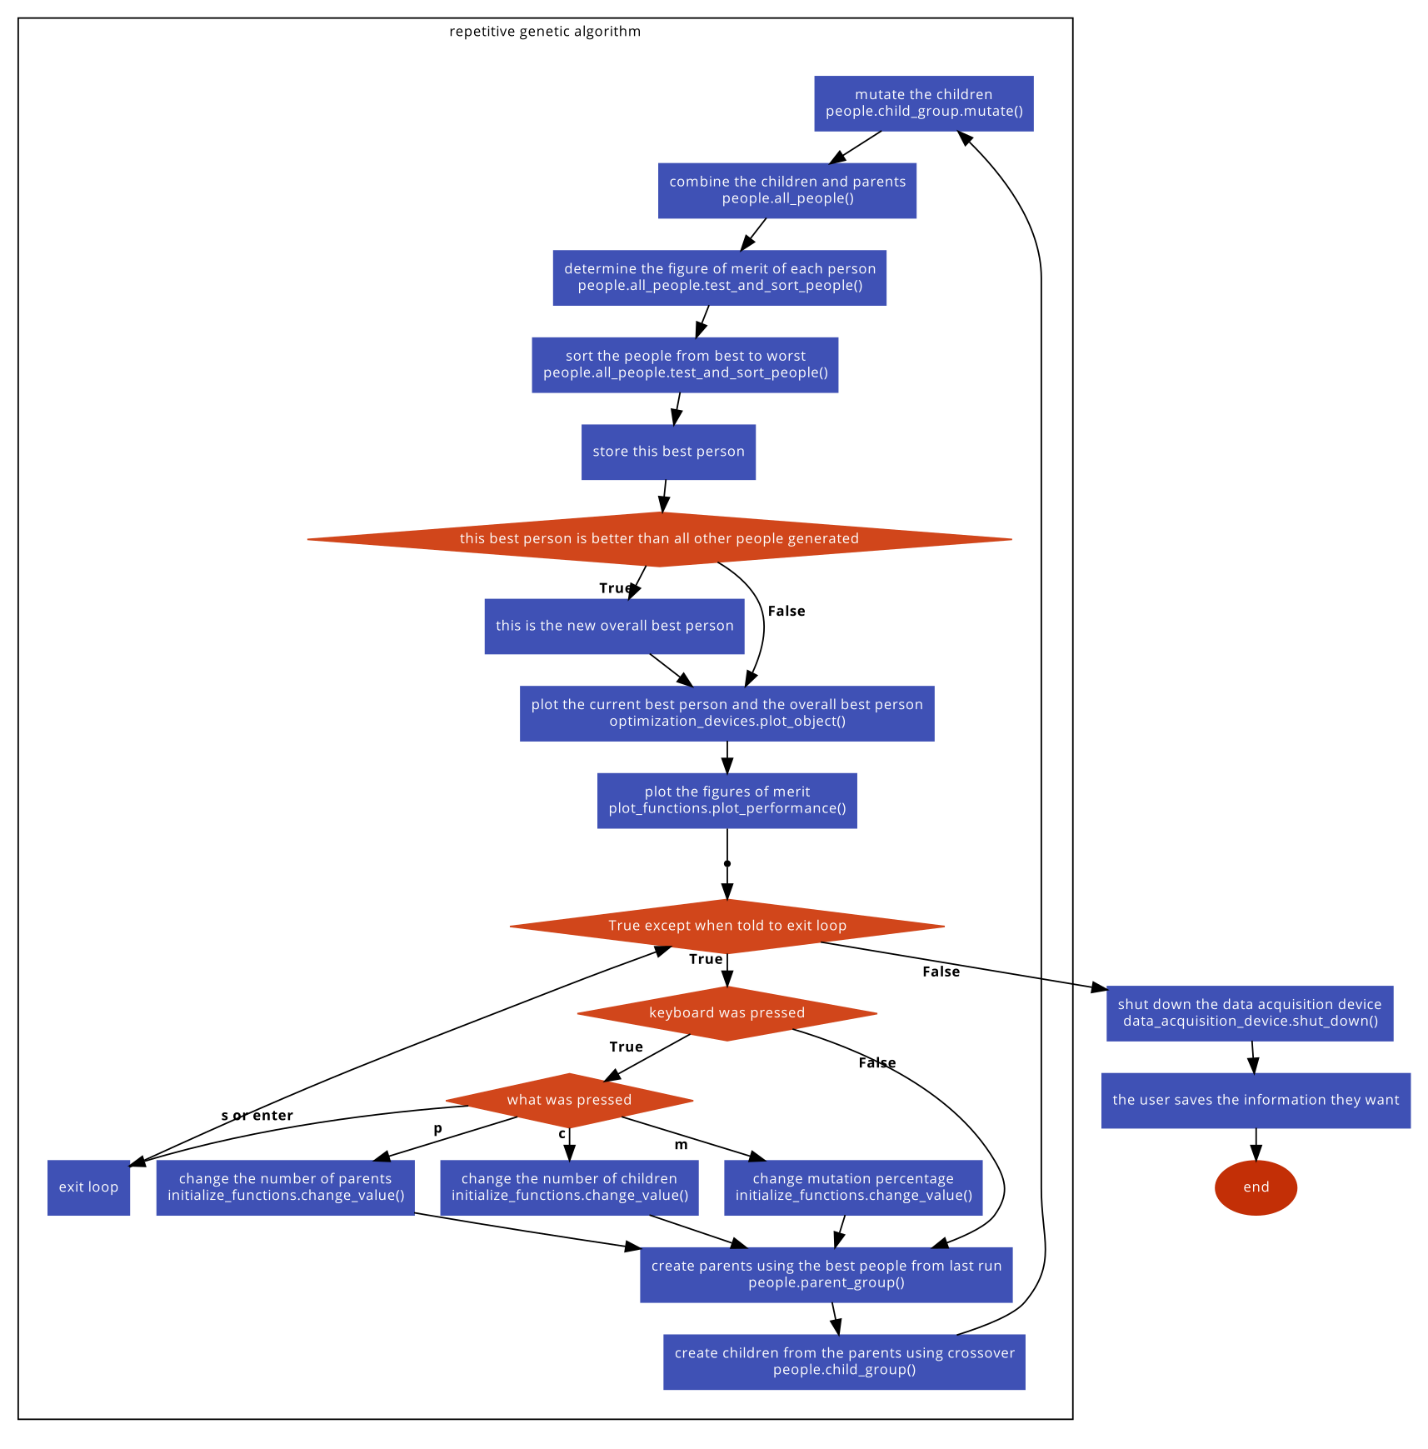 repetitive genetic algorithm
mutate the children
people.child_group.mutate()
combine the children and parents
people.all_people()
determine the figure of merit of each person
people.all_people.test_and_sort_people()
sort the people from best to worst
people.all_people.test_and_sort_people()
store this best person
this best person is better than all other people generated
True
False
this is the new overall best person
plot the current best person and the overall best person
optimization_devices.plot_object()
plot the figures of merit
plot_functions.plot_performance()
True except when told to exit loop
True
False
shut down the data acquisition device
data_acquisition_device.shut_down()
keyboard was pressed
True
False
what was pressed
the user saves the information they want
s or enter
p
c
m
exit loop
change the number of parents
initialize_functions.change_value()
change the number of children
initialize_functions.change_value()
change mutation percentage
initialize_functions.change_value()
end
create parents using the best people from last run
people.parent_group()
create children from the parents using crossover
people.child_group()